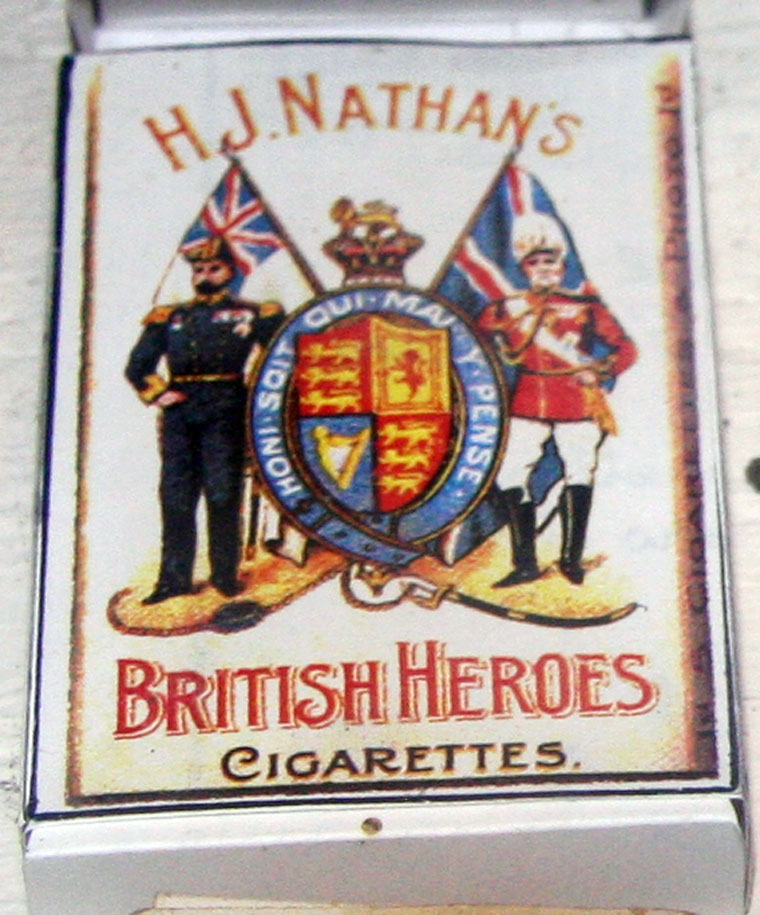 H.J. NATHAN'S
HONI · SOIT QUI · MAL Y · PENSE ·
BRITISH HEROES
CIGARETTES.